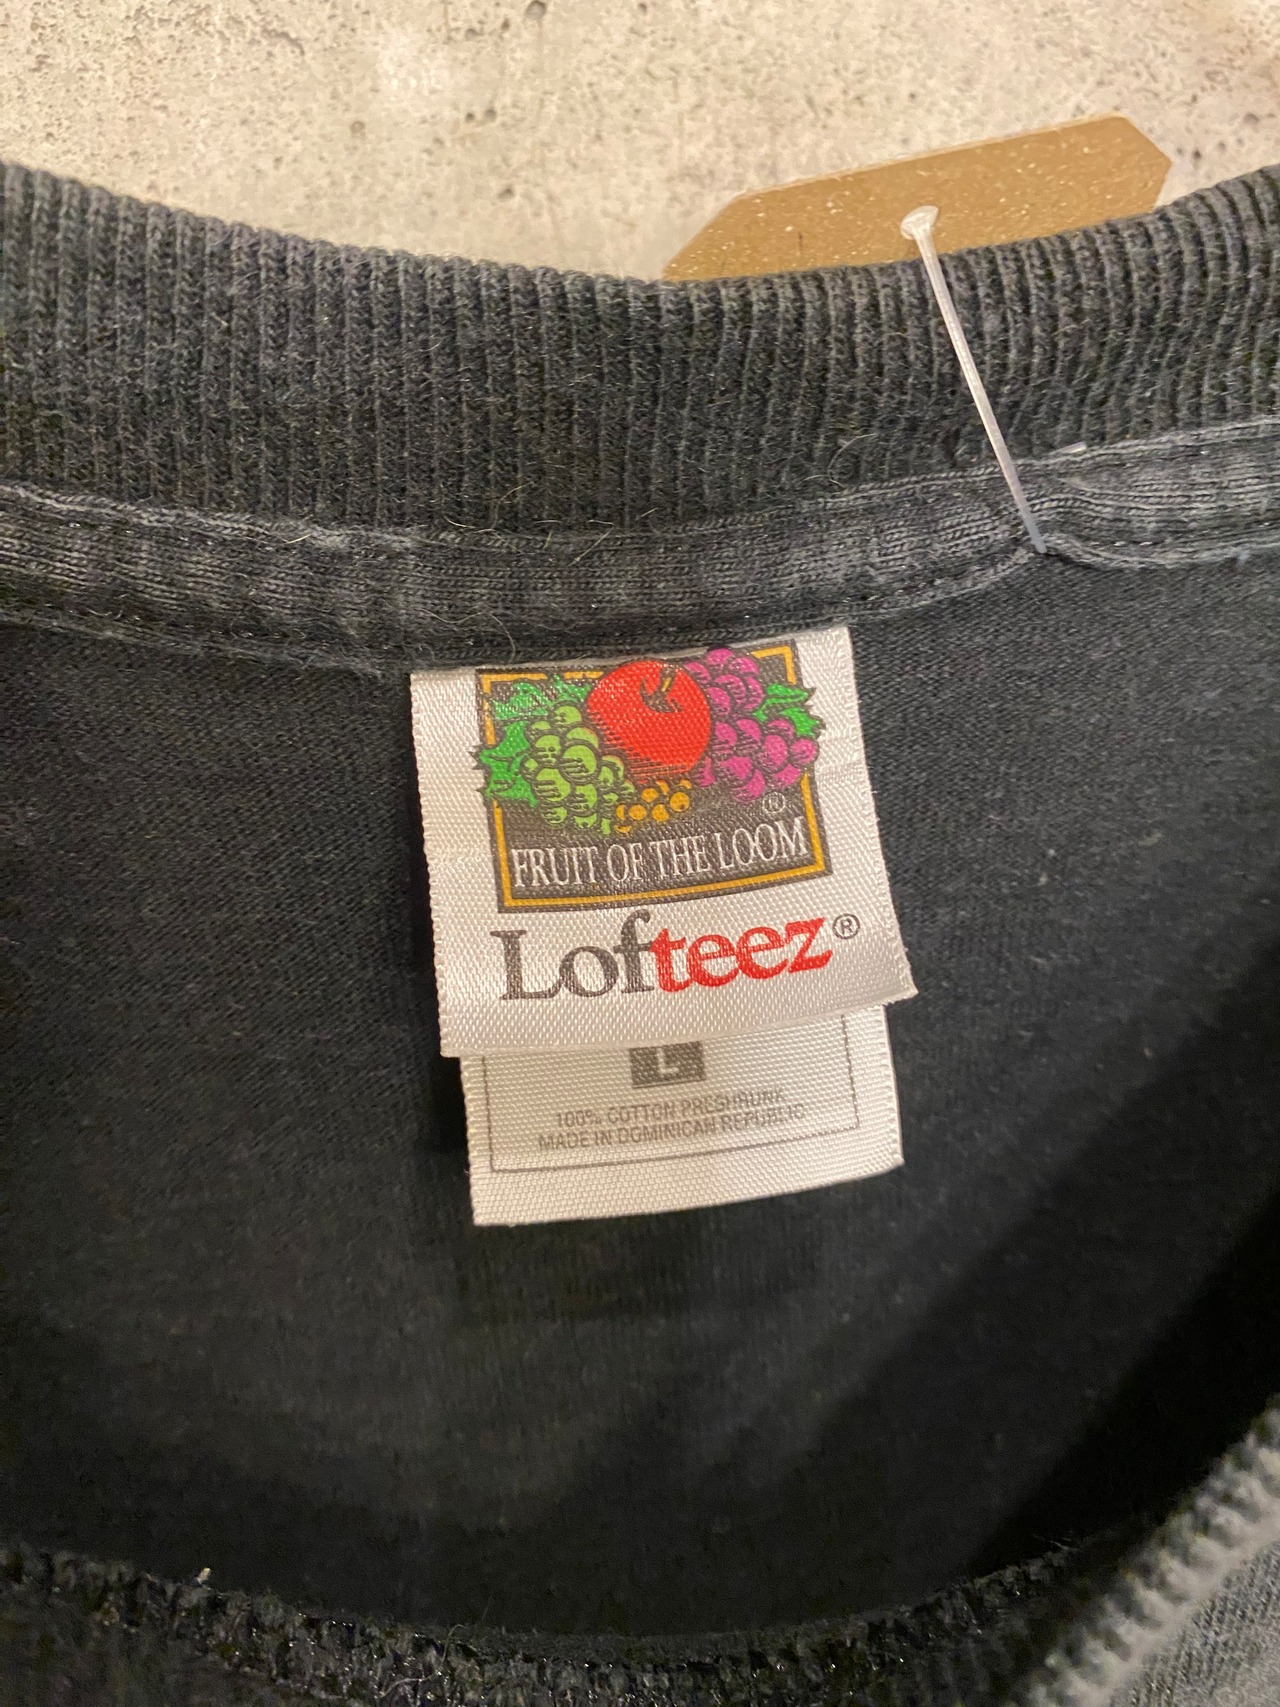 ®
FRUIT OF THE LOOM
Lofteez®
L
100% COTTON PRESHRUNK
MADE IN DOMINICAN REPUBLIC